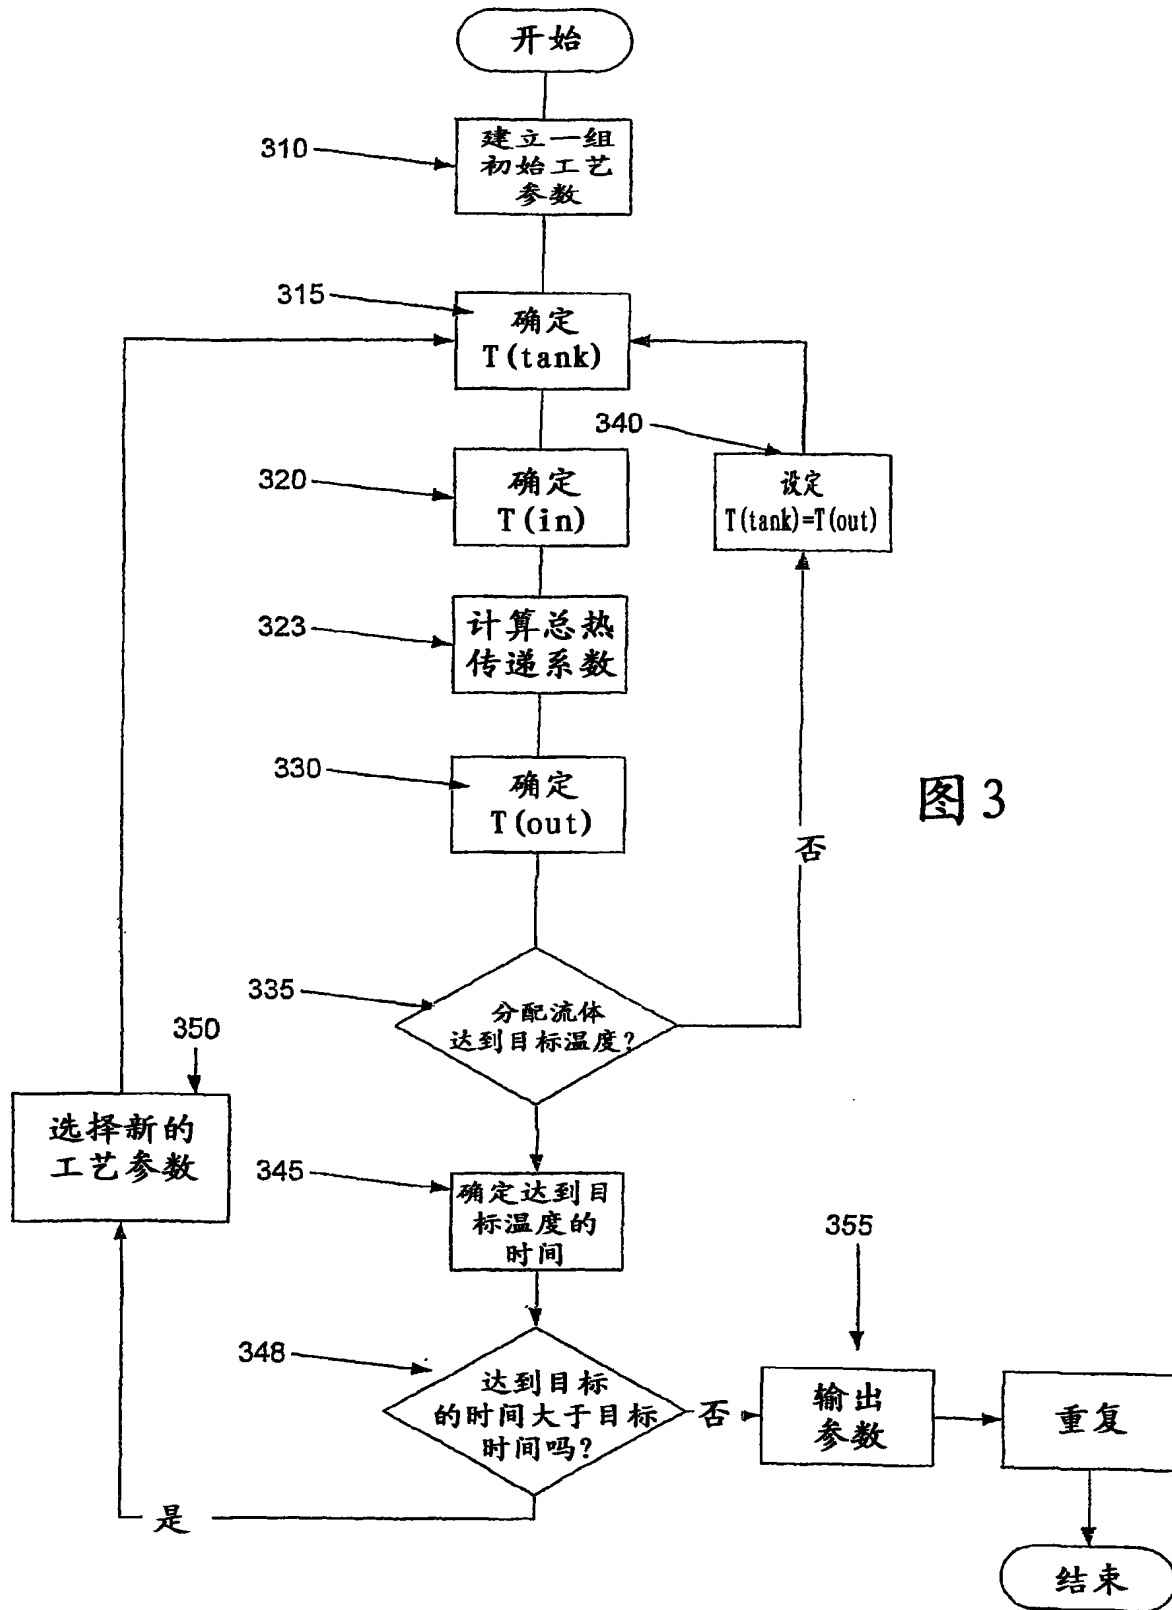 开始
310
建立一组
初始工艺
参数
315
确定
T(tank)
340
设定
T(tank)=T(out)
320
确定
T(in)
323
计算总热
传递系数
330
确定
T(out)
图3
否
335
分配流体
达到目标温度?
350
选择新的
工艺参数
345
确定达到目
标温度的
时间
355
348
达到目标
的时间大于目标
时间吗?
否
输出
参数
重复
是
结束